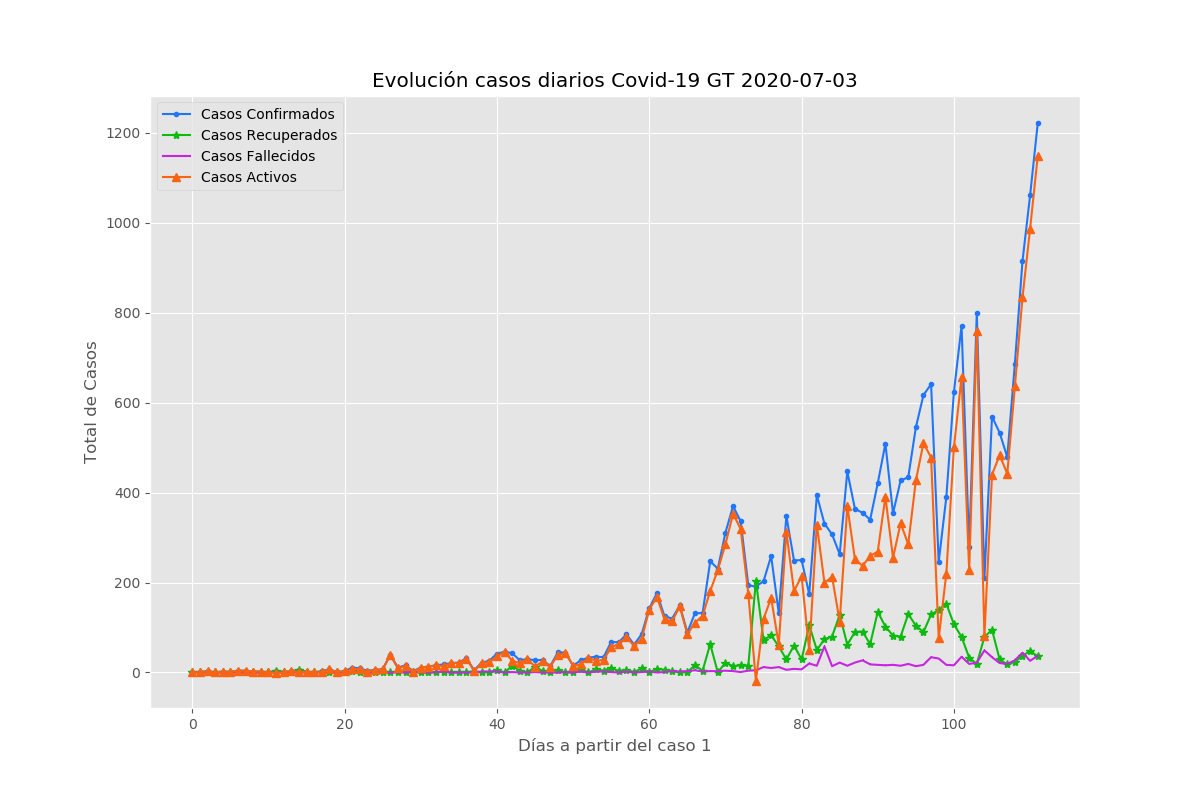 Evolución casos diarios Covid-19 GT 2020-07-03
Casos Confirmados
Casos Recuperados
Casos Fallecidos
Casos Activos
Total de Casos
1200
1000
800
600
400
200
0
0 20 40 60 80 100
Días a partir del caso 1